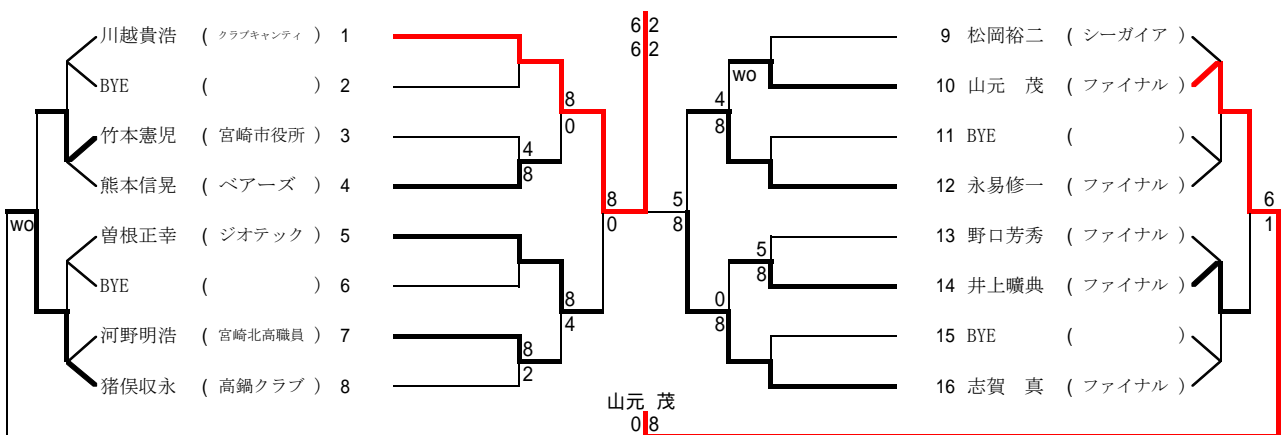 6 2
6 2
川越貴浩 ( クラブキャンティ ) 1
BYE ( ) 2
竹本憲児 ( 宮崎市役所 ) 3
熊本信晃 ( ベアーズ ) 4
曽根正幸 ( ジオテック ) 5
BYE ( ) 6
河野明浩 ( 宮崎北高職員 ) 7
猪俣収永 ( 高鍋クラブ ) 8
wo
4
8
8
2
8
0
8
4
8
0
5
8
wo
4
8
5
8
0
8
9 松岡裕二 ( シーガイア )
10 山元 茂 ( ファイナル )
11 BYE ( )
12 永易修一 ( ファイナル )
13 野口芳秀 ( ファイナル )
14 井上曠典 ( ファイナル )
15 BYE ( )
16 志賀 真 ( ファイナル )
6
1
山元 茂
0 8